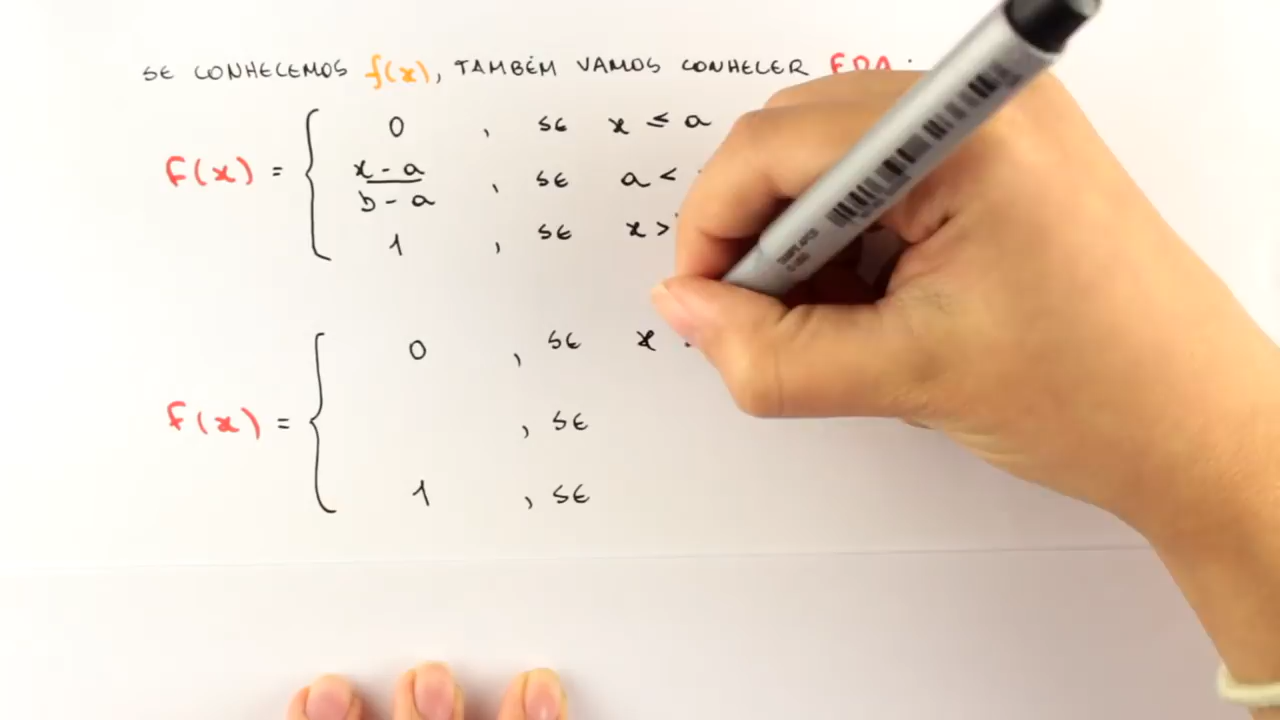 SE CONHECEMOS f(x), TAMBÉM VAMOS CONHECER FDA:
0 , SE x ≤ a
F(x) = { x - a / b - a , SE a <
1 , SE x >
0 , SE x
F(x) = { , SE
1 , SE